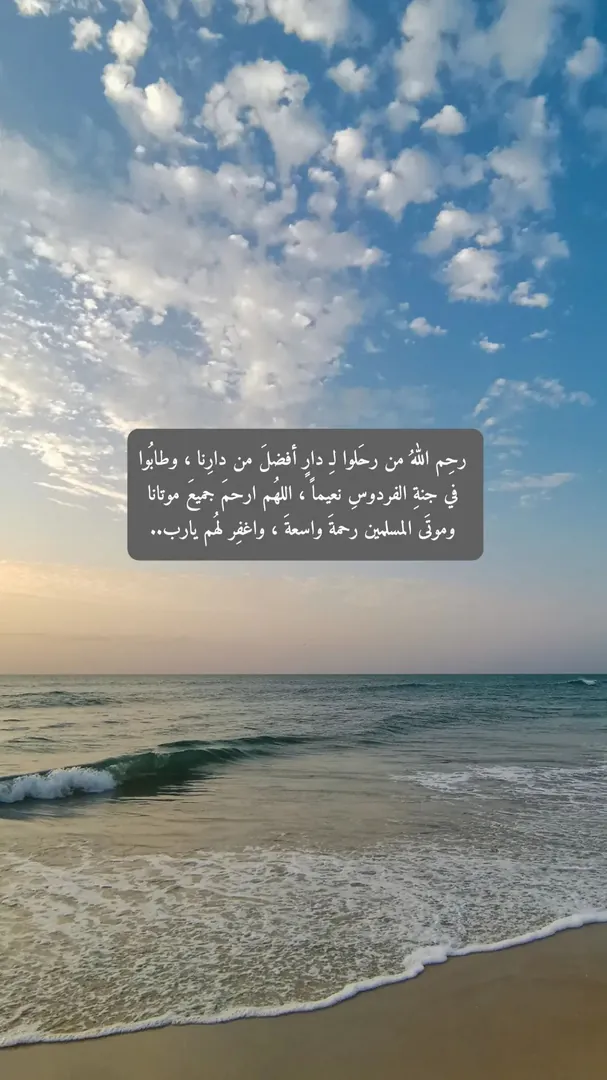 رحِم اللهُ من رحَلوا لِـ دارٍ أفضلَ من دارِنا ، وطابُوا
في جنةِ الفردوسِ نعيماً ، اللهُم ارحمَ جميعَ موتانا
وموتَى المسلمين رحمةَ واسعةَ ، واغفِر لهُم يارب..